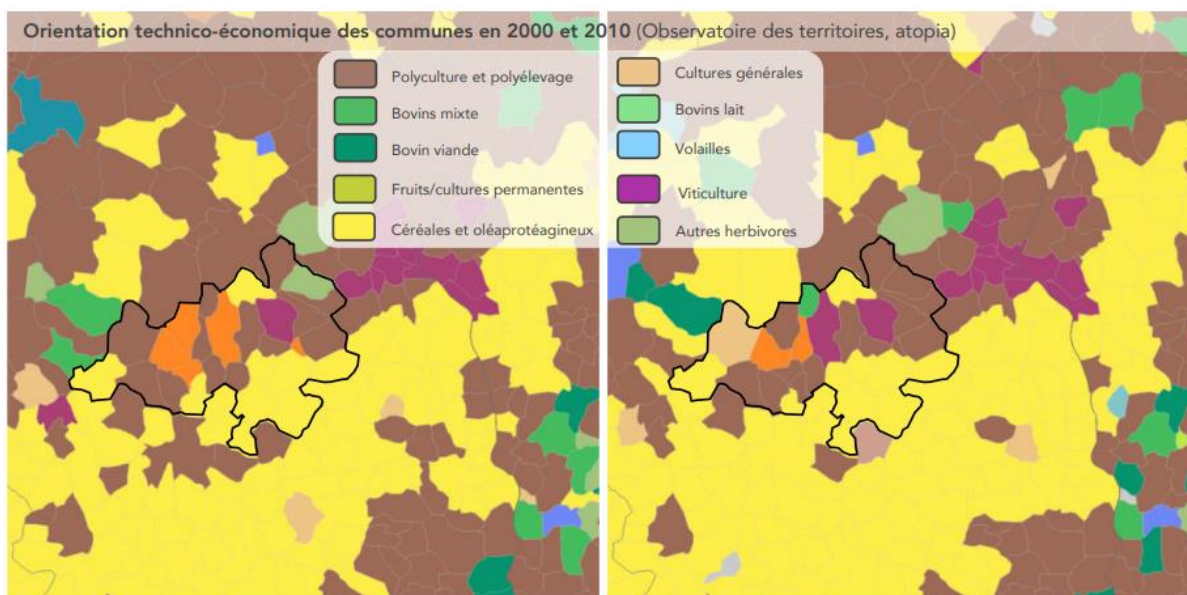 Orientation technico-économique des communes en 2000 et 2010 (Observatoire des territoires, atopia)
Polyculture et polyélevage
Bovins mixte
Bovin viande
Fruits/cultures permanentes
Céréales et oléaprotéagineux
Cultures générales
Bovins lait
Volailles
Viticulture
Autres herbivores